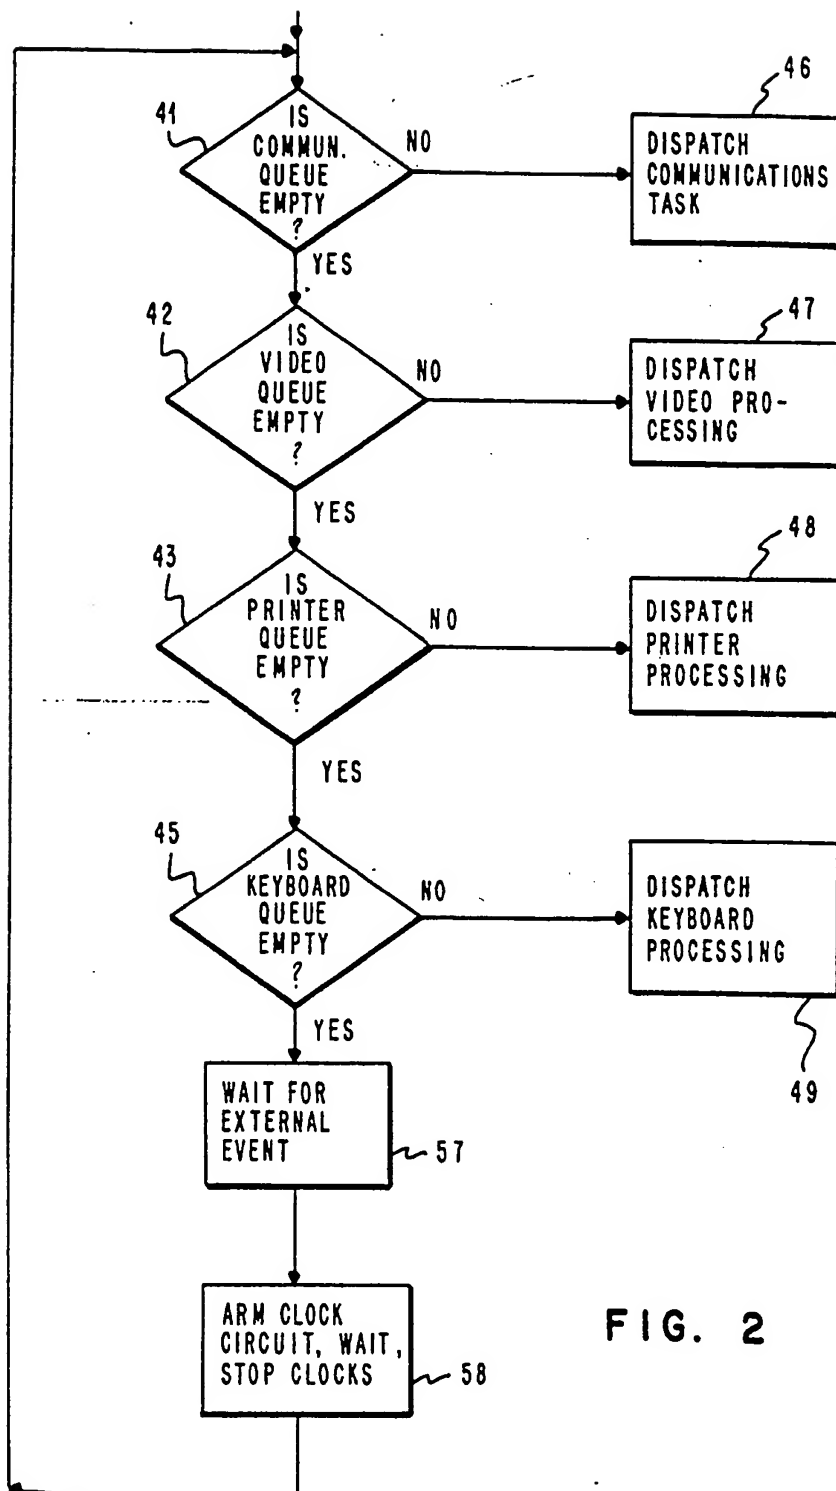 41
IS
COMMUN.
QUEUE
EMPTY
?
NO
YES
46
DISPATCH
COMMUNICATIONS
TASK
42
IS
VIDEO
QUEUE
EMPTY
?
NO
YES
47
DISPATCH
VIDEO PRO-
CESSING
43
IS
PRINTER
QUEUE
EMPTY
?
NO
YES
48
DISPATCH
PRINTER
PROCESSING
45
IS
KEYBOARD
QUEUE
EMPTY
?
NO
YES
DISPATCH
KEYBOARD
PROCESSING
49
WAIT FOR
EXTERNAL
EVENT
57
ARM CLOCK
CIRCUIT, WAIT,
STOP CLOCKS
58
FIG. 2